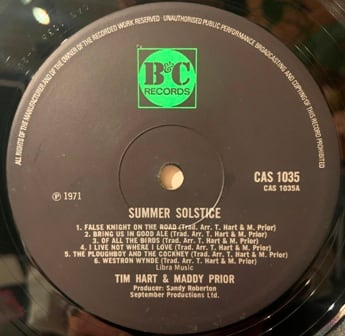 ALL RIGHTS OF THE MANUFACTURER AND OF THE OWNER OF THE RECORDED WORK RESERVED · UNAUTHORISED PUBLIC PERFORMANCE BROADCASTING AND COPYING OF THIS RECORD PROHIBITED
B&C
RECORDS
CAS 1035
CAS 1035A
℗ 1971
SUMMER SOLSTICE
1. FALSE KNIGHT ON THE ROAD (Trad. Arr. T. Hart & M. Prior)
2. BRING US IN GOOD ALE (Trad. Arr. T. Hart & M. Prior)
3. OF ALL THE BIRDS (Trad. Arr. T. Hart & M. Prior)
4. I LIVE NOT WHERE I LOVE (Trad. Arr. T. Hart & M. Prior)
5. THE PLOUGHBOY AND THE COCKNEY (Trad. Arr. T. Hart & M. Prior)
6. WESTRON WYNDE (Trad. Arr. T. Hart & M. Prior)
Libra Music
TIM HART & MADDY PRIOR
Producer: Sandy Roberton
September Productions Ltd.